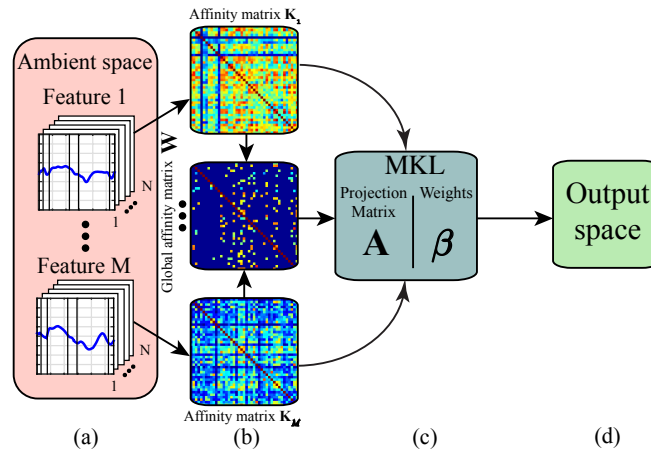 Ambient space
Feature 1
N
1
Feature M
N
1
Affinity matrix K₁
Global affinity matrix W
Affinity matrix K_M
MKL
Projection Matrix
A
Weights
β
Output space
(a)
(b)
(c)
(d)